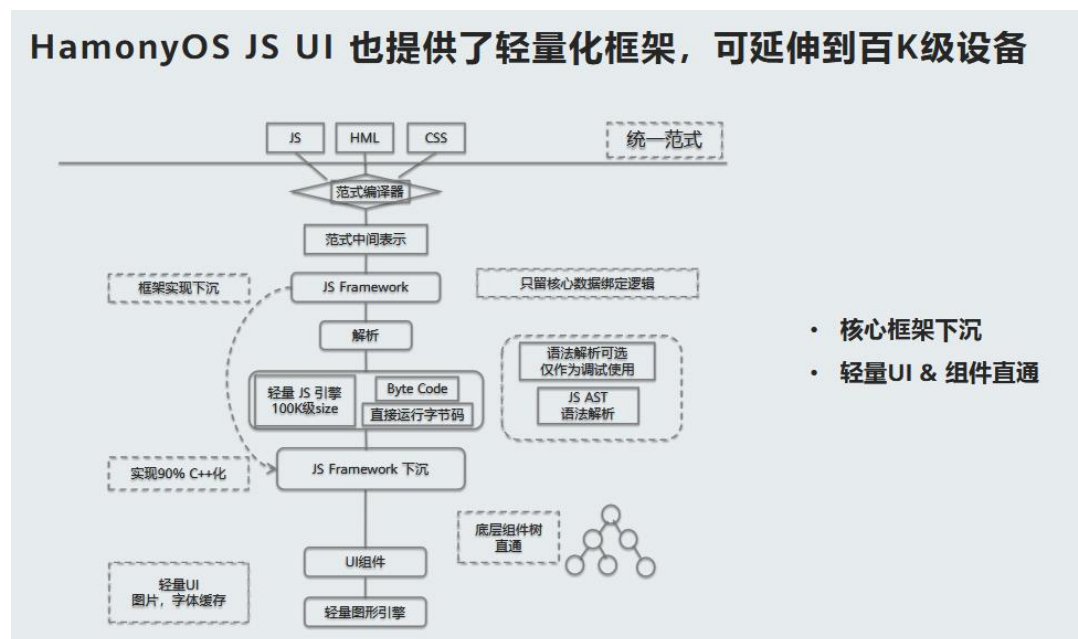 HamonyOS JS UI 也提供了轻量化框架，可延伸到百K级设备
JS
HML
CSS
统一范式
范式编译器
范式中间表示
框架实现下沉
JS Framework
只留核心数据绑定逻辑
解析
语法解析可选
仅作为调试使用
轻量 JS 引擎
100K级size
Byte Code
直接运行字节码
JS AST
语法解析
• 核心框架下沉
• 轻量UI & 组件直通
实现90% C++化
JS Framework 下沉
底层组件树
直通
UI组件
轻量UI
图片，字体缓存
轻量图形引擎